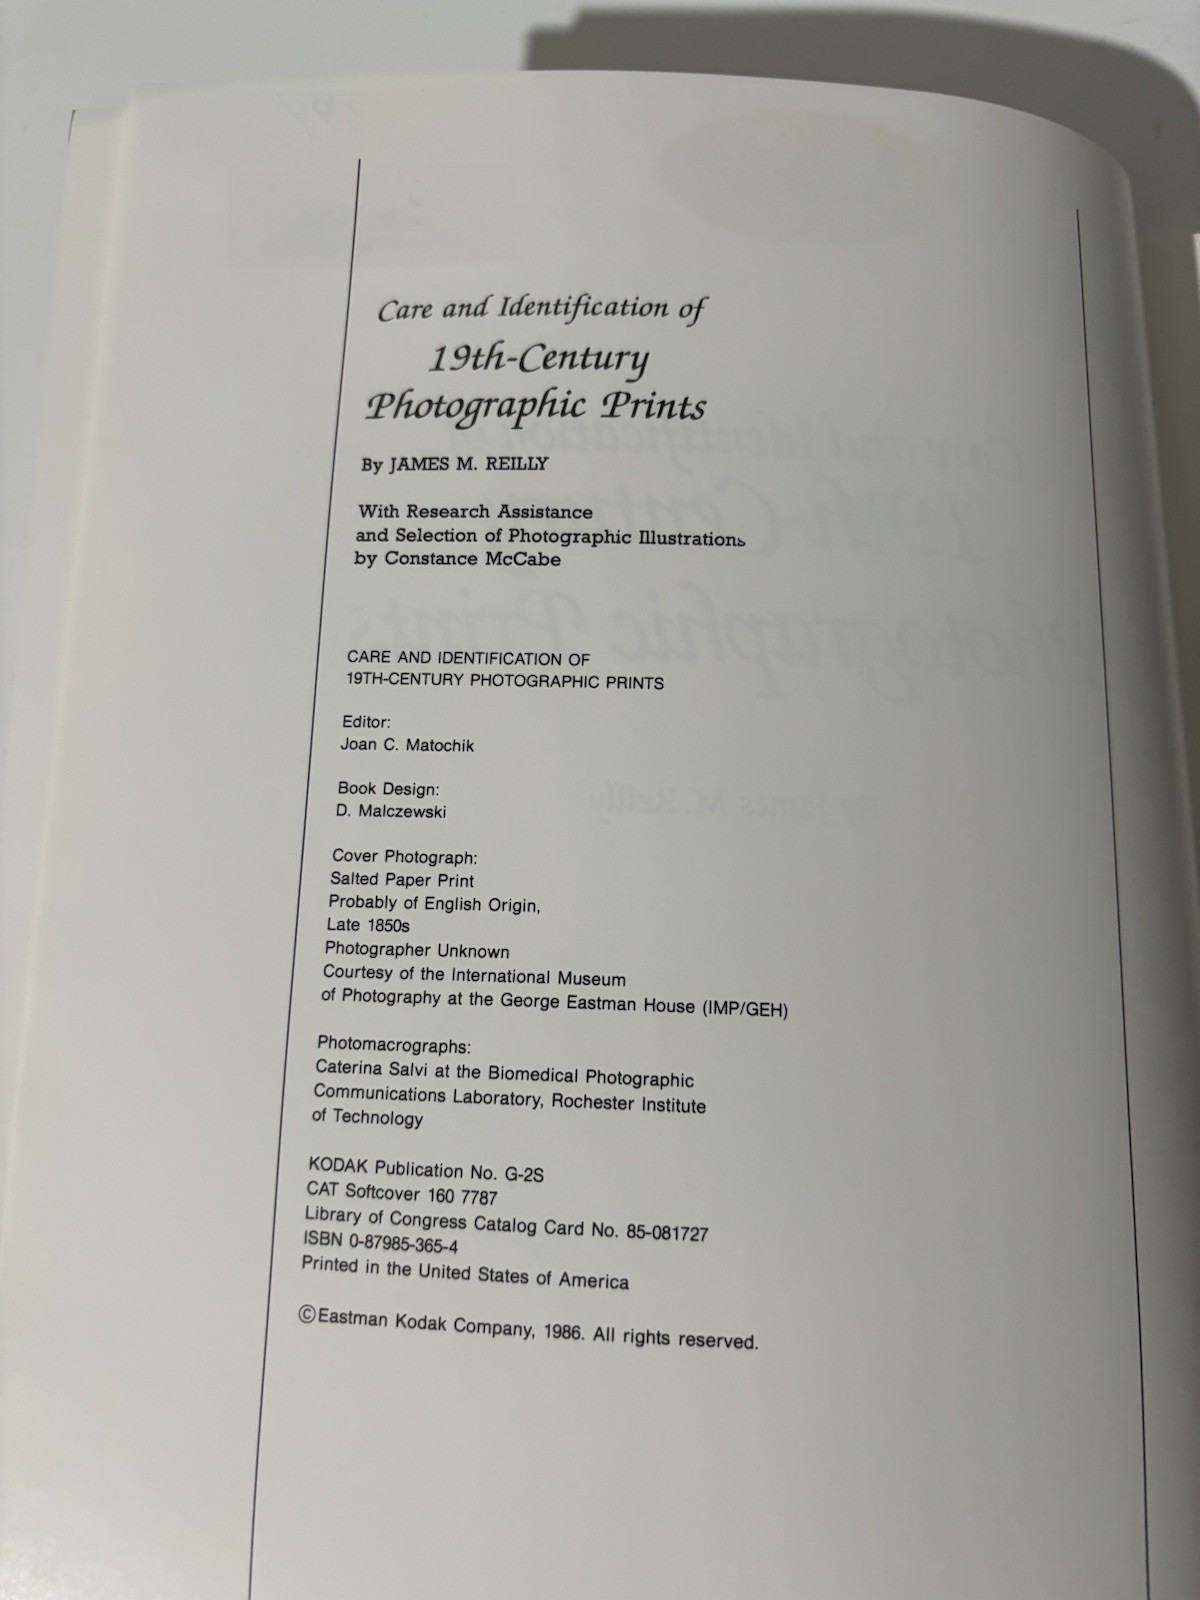 Care and Identification of
19th-Century
Photographic Prints
By JAMES M. REILLY
With Research Assistance
and Selection of Photographic Illustrations
by Constance McCabe
CARE AND IDENTIFICATION OF
19TH-CENTURY PHOTOGRAPHIC PRINTS
Editor:
Joan C. Matochik
Book Design:
D. Malczewski
Cover Photograph:
Salted Paper Print
Probably of English Origin,
Late 1850s
Photographer Unknown
Courtesy of the International Museum
of Photography at the George Eastman House (IMP/GEH)
Photomacrographs:
Caterina Salvi at the Biomedical Photographic
Communications Laboratory, Rochester Institute
of Technology
KODAK Publication No. G-2S
CAT Softcover 160 7787
Library of Congress Catalog Card No. 85-081727
ISBN 0-87985-365-4
Printed in the United States of America
©Eastman Kodak Company, 1986. All rights reserved.